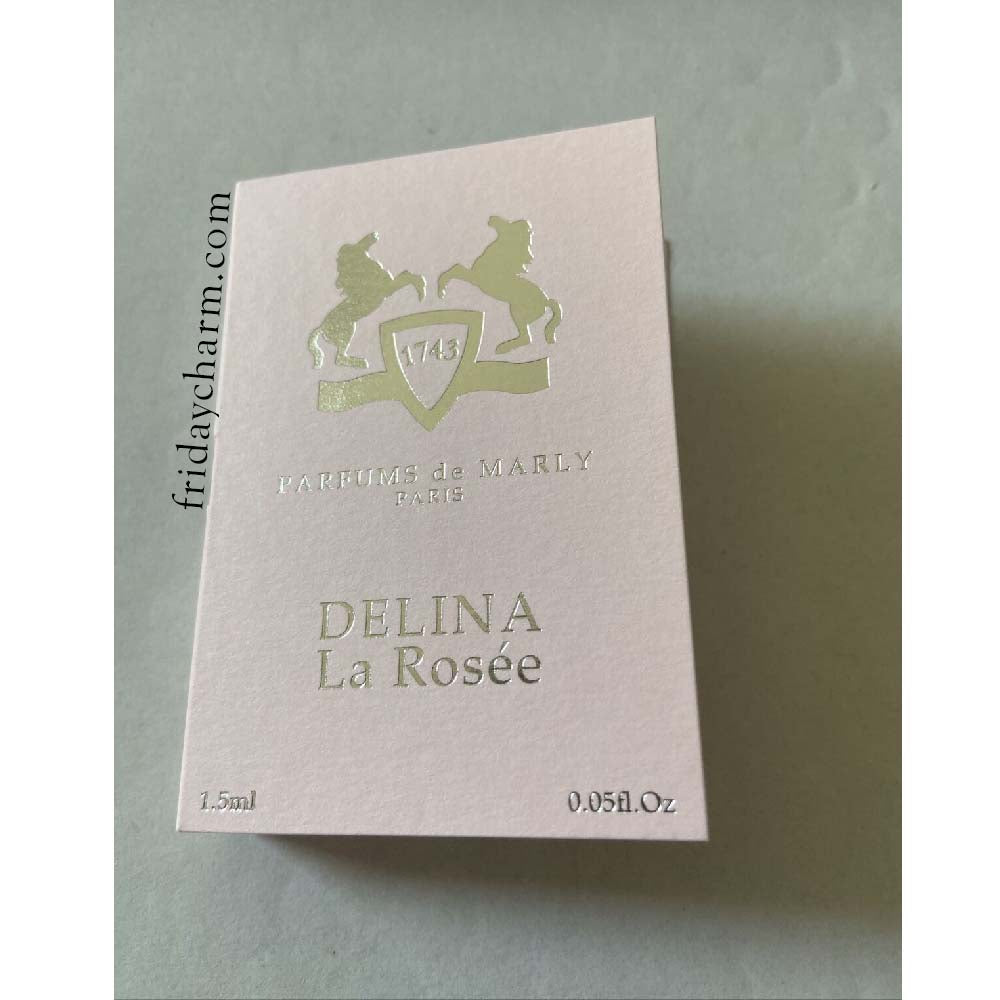 fridaycharm.com
1743
PARFUMS de MARLY
PARIS
DELINA
La Rosée
1.5ml
0.05fl.Oz